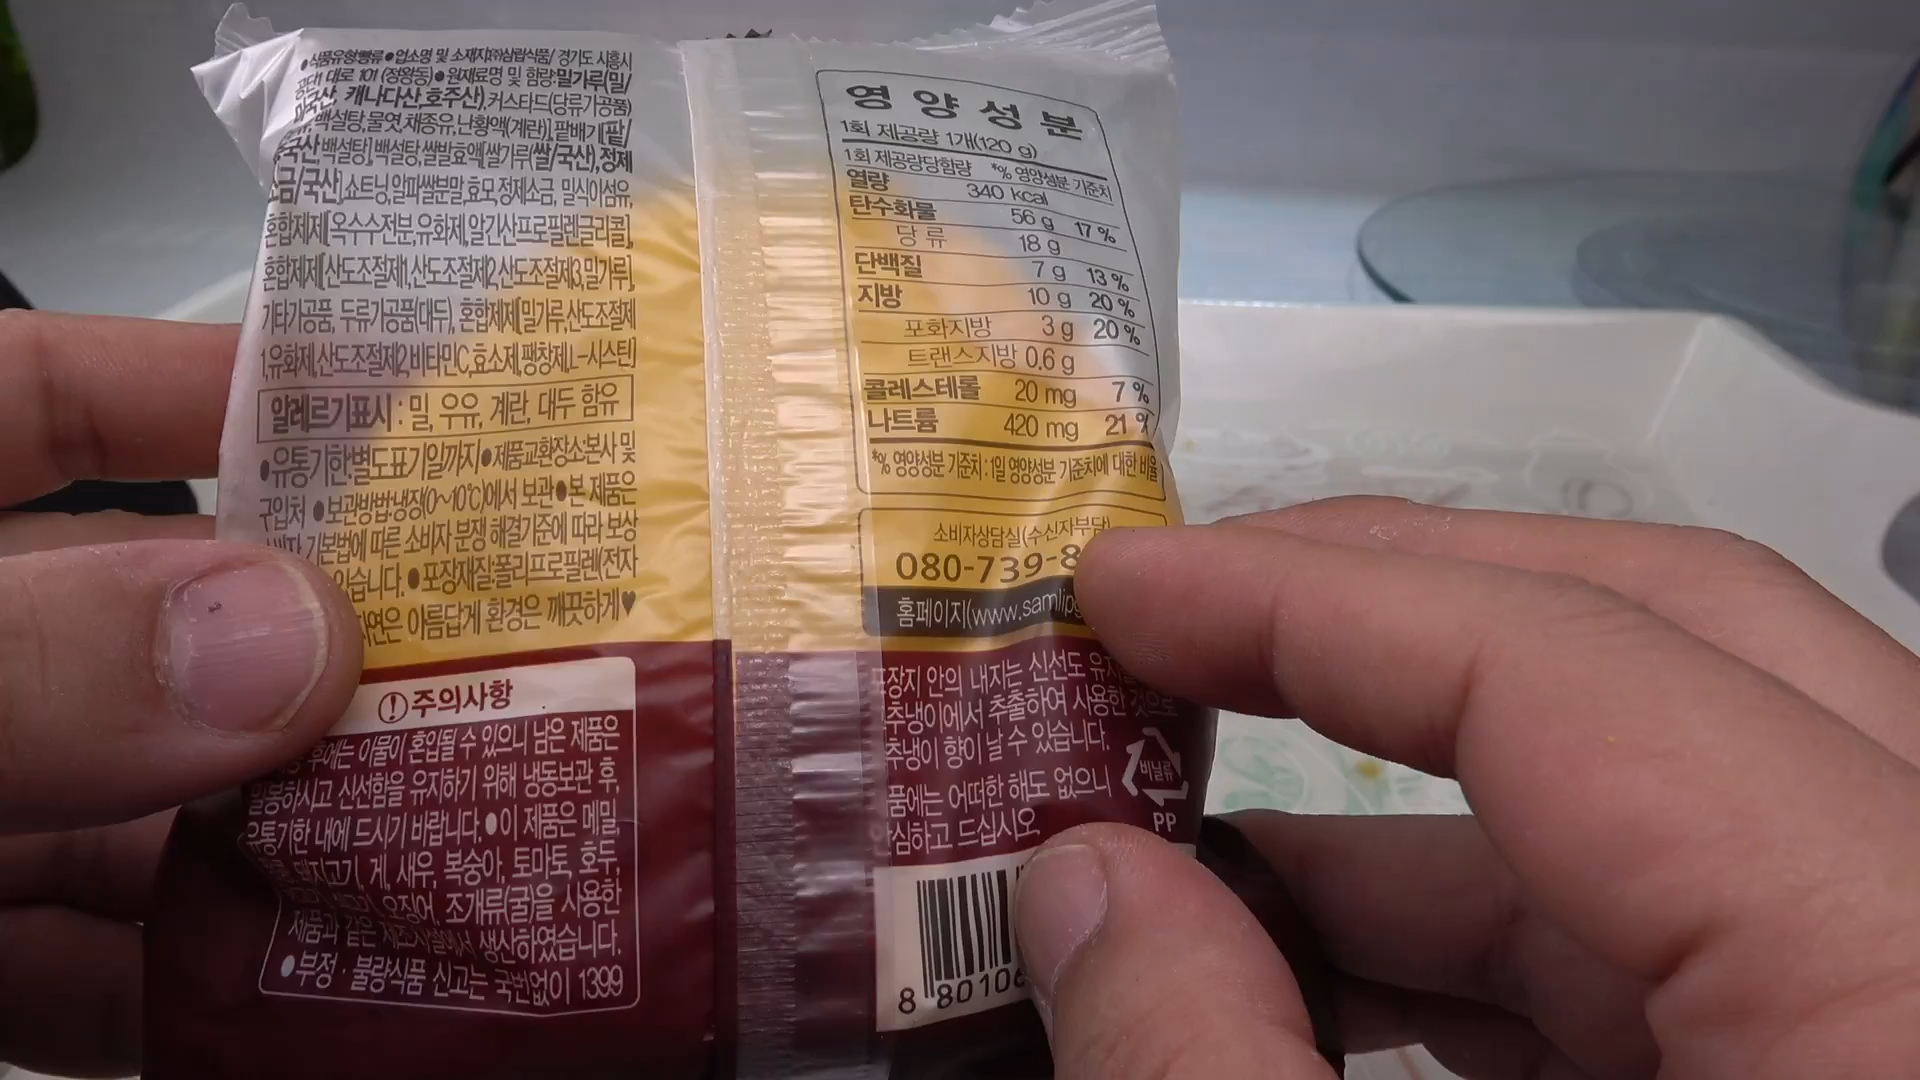 ●식품유형:빵류●업소명 및 소재지:㈜삼립식품/ 경기도 시흥시
공단1 대로 101 (정왕동)●원재료명 및 함량:밀가루(밀/
미국산, 캐나다산,호주산),커스타드(당류가공품)
백설탕,물엿,채종유,난황액(계란)],팥배기[팥/
중국산,백설탕],백설탕,쌀발효액[쌀가루(쌀/국산),정제
소금/국산],쇼트닝,알파쌀분말,효모,정제소금, 밀식이섬유,
혼합제제[옥수수전분,유화제,알긴산프로필렌글리콜],
혼합제제[산도조절제1,산도조절제2,산도조절제3,밀가루],
기타가공품, 두류가공품(대두), 혼합제제[밀가루,산도조절제
1,유화제,산도조절제2,비타민C,효소제,팽창제,L-시스틴]
알레르기표시 : 밀, 우유, 계란, 대두 함유
●유통기한:별도표기일까지●제품교환장소:본사 및
구입처 ●보관방법:냉장(0~10℃)에서 보관●본 제품은
기본법에 따른 소비자 분쟁 해결기준에 따라 보상
있습니다.●포장재질:폴리프로필렌(전자
자연은 아름답게 환경은 깨끗하게♥
주의사항
후에는 이물이 혼입될 수 있으니 남은 제품은
밀봉하시고 신선함을 유지하기 위해 냉동보관 후,
유통기한 내에 드시기 바랍니다.●이 제품은 메밀,
돼지고기, 게, 새우, 복숭아, 토마토, 호두,
오징어, 조개류(굴)을 사용한
제품과 같은 제조시설에서 생산하였습니다.
●부정 · 불량식품 신고는 국번없이 1399
영양성분
1회 제공량 1개(120 g)
1회 제공량당함량 *% 영양성분 기준치
열량 340 kcal
탄수화물 56 g 17 %
당 류 18 g
단백질 7 g 13 %
지방 10 g 20 %
포화지방 3 g 20 %
트랜스지방 0.6 g
콜레스테롤 20 mg 7 %
나트륨 420 mg 21 %
*% 영양성분 기준치 : 1일 영양성분 기준치에 대한 비율
소비자상담실(수신자부담)
080-739-8
홈페이지(www.samlip
포장지 안의 내지는 신선도 유지
추냉이에서 추출하여 사용한 것으로
추냉이 향이 날 수 있습니다.
품에는 어떠한 해도 없으니
안심하고 드십시오
비닐류
PP
8 80106